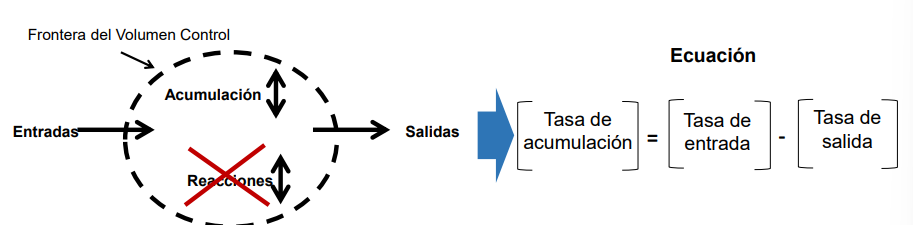 Frontera del Volumen Control
Ecuación
Acumulación
Entradas
Salidas
Reacciones
Tasa de
acumulación
=
Tasa de
entrada
-
Tasa de
salida